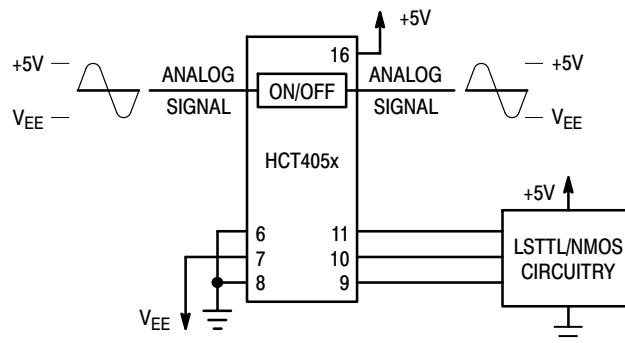 +5V
16
+5V
ANALOG
SIGNAL
ON/OFF
ANALOG
SIGNAL
+5V
VEE
VEE
HCT405x
+5V
6
11
7
10
8
9
LSTTL/NMOS
CIRCUITRY
VEE